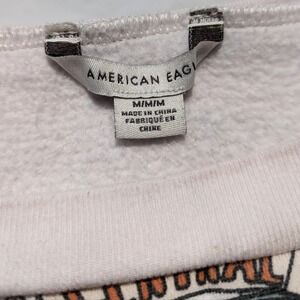 AMERICAN EAGL
M/M/M
MADE IN CHINA
FABRIQUÉ EN
CHINE